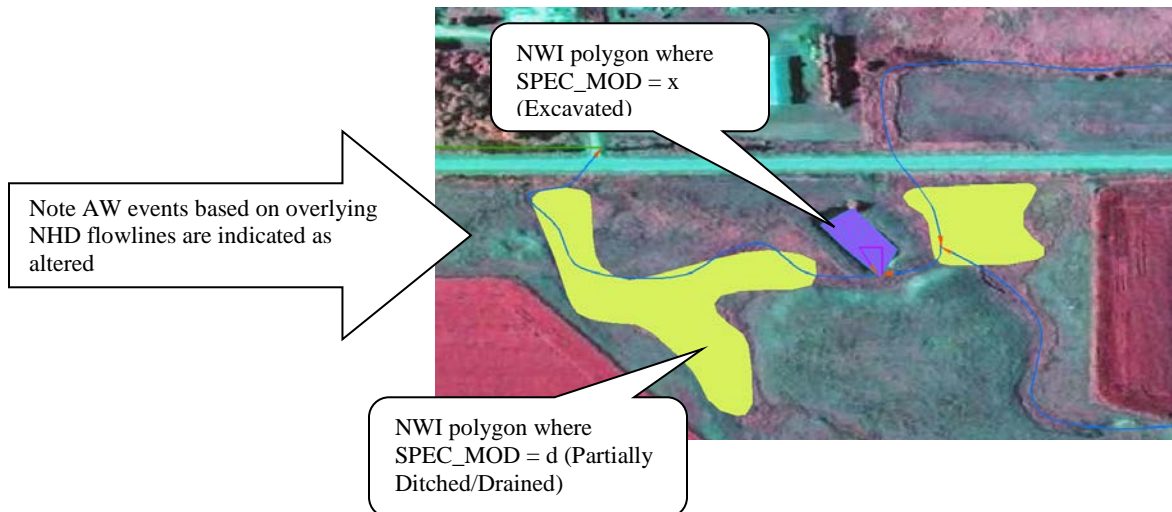 NWI polygon where
SPEC_MOD = x
(Excavated)
Note AW events based on overlying
NHD flowlines are indicated as
altered
NWI polygon where
SPEC_MOD = d (Partially
Ditched/Drained)